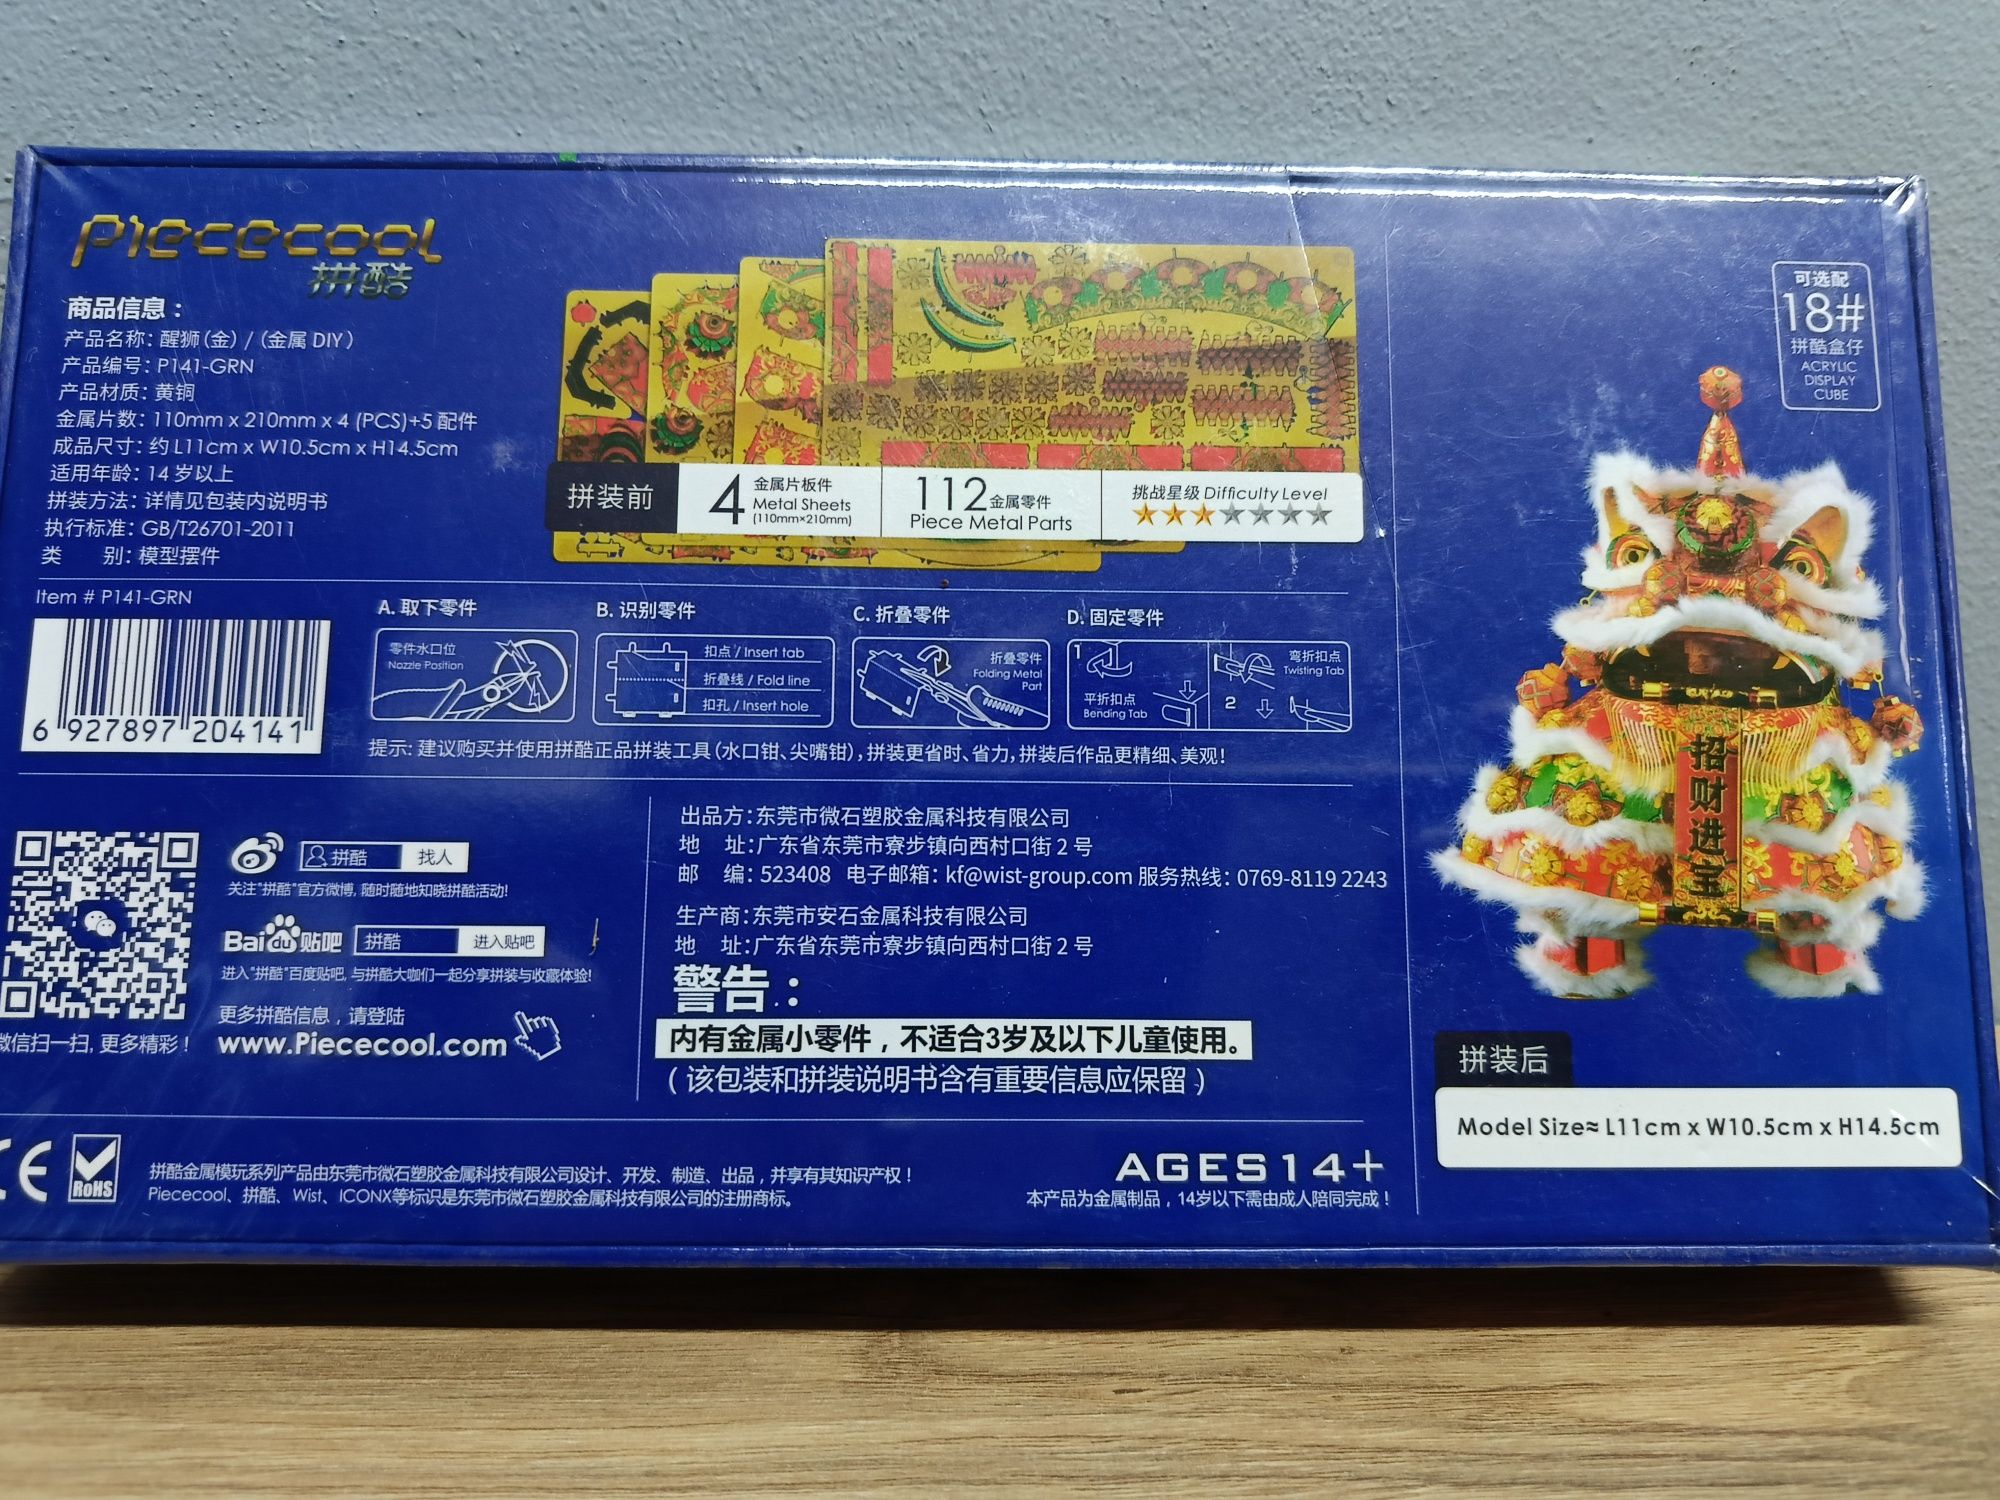 Piececool
拼酷
商品信息：
产品名称：醒狮（金）/（金属 DIY）
产品编号：P141-GRN
产品材质：黄铜
金属片数：110mm x 210mm x 4 (PCS)+5 配件
成品尺寸：约 L11cm x W10.5cm x H14.5cm
适用年龄：14 岁以上
拼装方法：详情见包装内说明书
执行标准：GB/T26701-2011
类 别：模型摆件
拼装前
4 金属片板件
Metal Sheets
(110mm×210mm)
112 金属零件
Piece Metal Parts
挑战星级 Difficulty Level
可选配
18#
拼酷盒仔
ACRYLIC
DISPLAY
CUBE
Item # P141-GRN
6 927897 204141
A. 取下零件
零件水口位
Nozzle Position
B. 识别零件
扣点 / Insert tab
折叠线 / Fold line
扣孔 / Insert hole
C. 折叠零件
折叠零件
Folding Metal
Part
D. 固定零件
1
平折扣点
Bending Tab
2
弯折扣点
Twisting Tab
提示：建议购买并使用拼酷正品拼装工具（水口钳、尖嘴钳），拼装更省时、省力，拼装后作品更精细、美观！
招财进宝
微信扫一扫, 更多精彩！
拼酷 找人
关注"拼酷"官方微博, 随时随地知晓拼酷活动!
Bai du 贴吧 拼酷 进入贴吧
进入"拼酷"百度贴吧, 与拼酷大咖们一起分享拼装与收藏体验!
更多拼酷信息，请登陆
www.Piececool.com
出品方：东莞市微石塑胶金属科技有限公司
地 址：广东省东莞市寮步镇向西村口街 2 号
邮 编：523408 电子邮箱：kf@wist-group.com 服务热线：0769-8119 2243
生产商：东莞市安石金属科技有限公司
地 址：广东省东莞市寮步镇向西村口街 2 号
警告：
内有金属小零件，不适合3岁及以下儿童使用。
（该包装和拼装说明书含有重要信息应保留）
拼装后
Model Size≈ L11cm x W10.5cm x H14.5cm
CE
RoHS
拼酷金属模玩系列产品由东莞市微石塑胶金属科技有限公司设计、开发、制造、出品，并享有其知识产权！
Piececool、拼酷、Wist、ICONX等标识是东莞市微石塑胶金属科技有限公司的注册商标。
AGES14+
本产品为金属制品，14岁以下需由成人陪同完成！